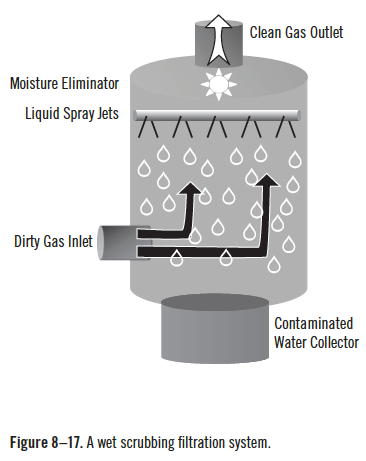 Clean Gas Outlet
Moisture Eliminator
Liquid Spray Jets
Dirty Gas Inlet
Contaminated
Water Collector
Figure 8–17. A wet scrubbing filtration system.